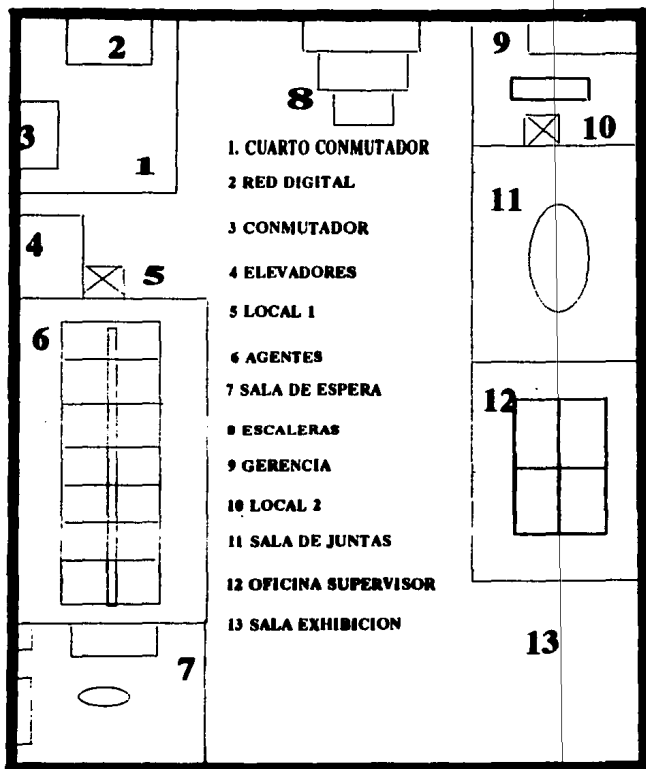 2
8
9
3
1
10
1. CUARTO CONMUTADOR
2 RED DIGITAL
11
3 CONMUTADOR
4
5
4 ELEVADORES
5 LOCAL 1
6
6 AGENTES
7 SALA DE ESPERA
12
8 ESCALERAS
9 GERENCIA
10 LOCAL 2
11 SALA DE JUNTAS
12 OFICINA SUPERVISOR
13 SALA EXHIBICION
13
7